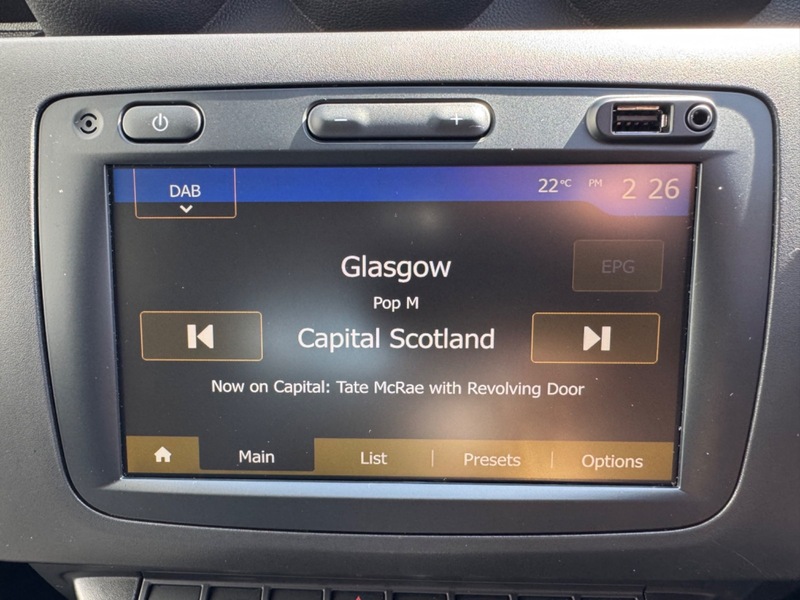 − +
DAB 22°C PM 2 26
Glasgow
EPG
Pop M
Capital Scotland
Now on Capital: Tate McRae with Revolving Door
Main List Presets Options